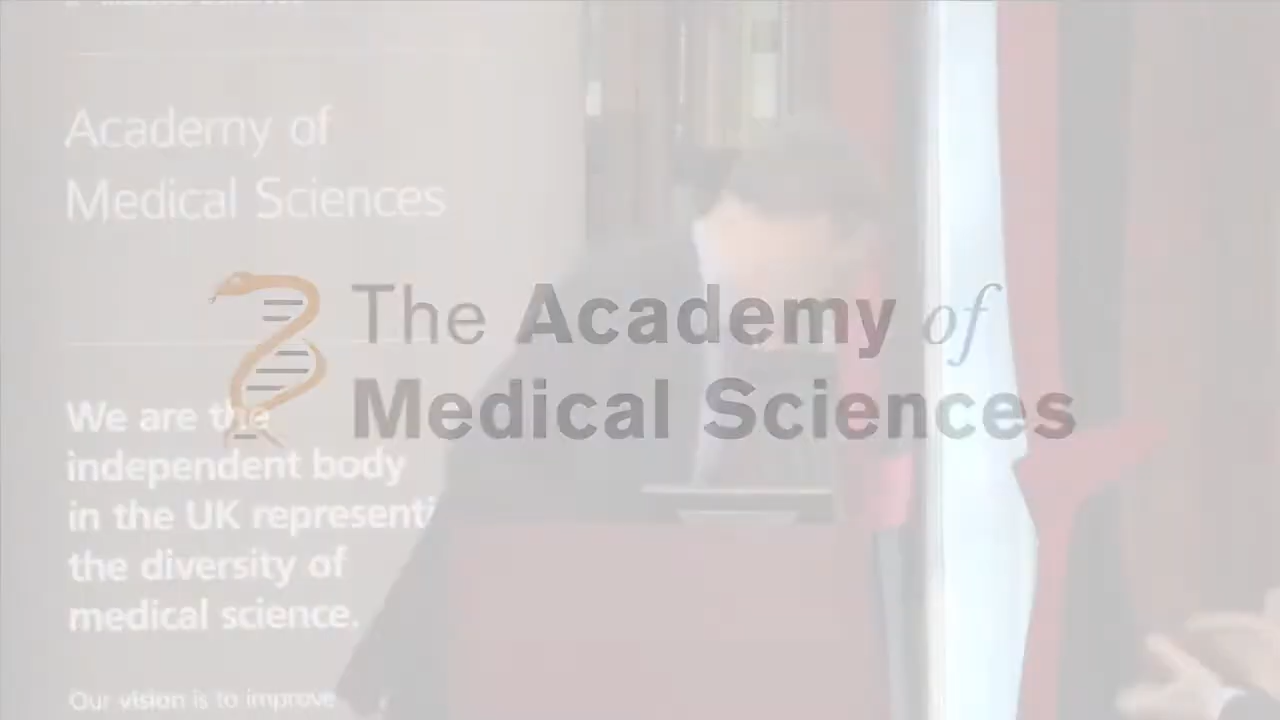 Academy of
Medical Sciences
The Academy of
Medical Sciences
We are the
independent body
in the UK representi
the diversity of
medical science.
Our vision is to improve